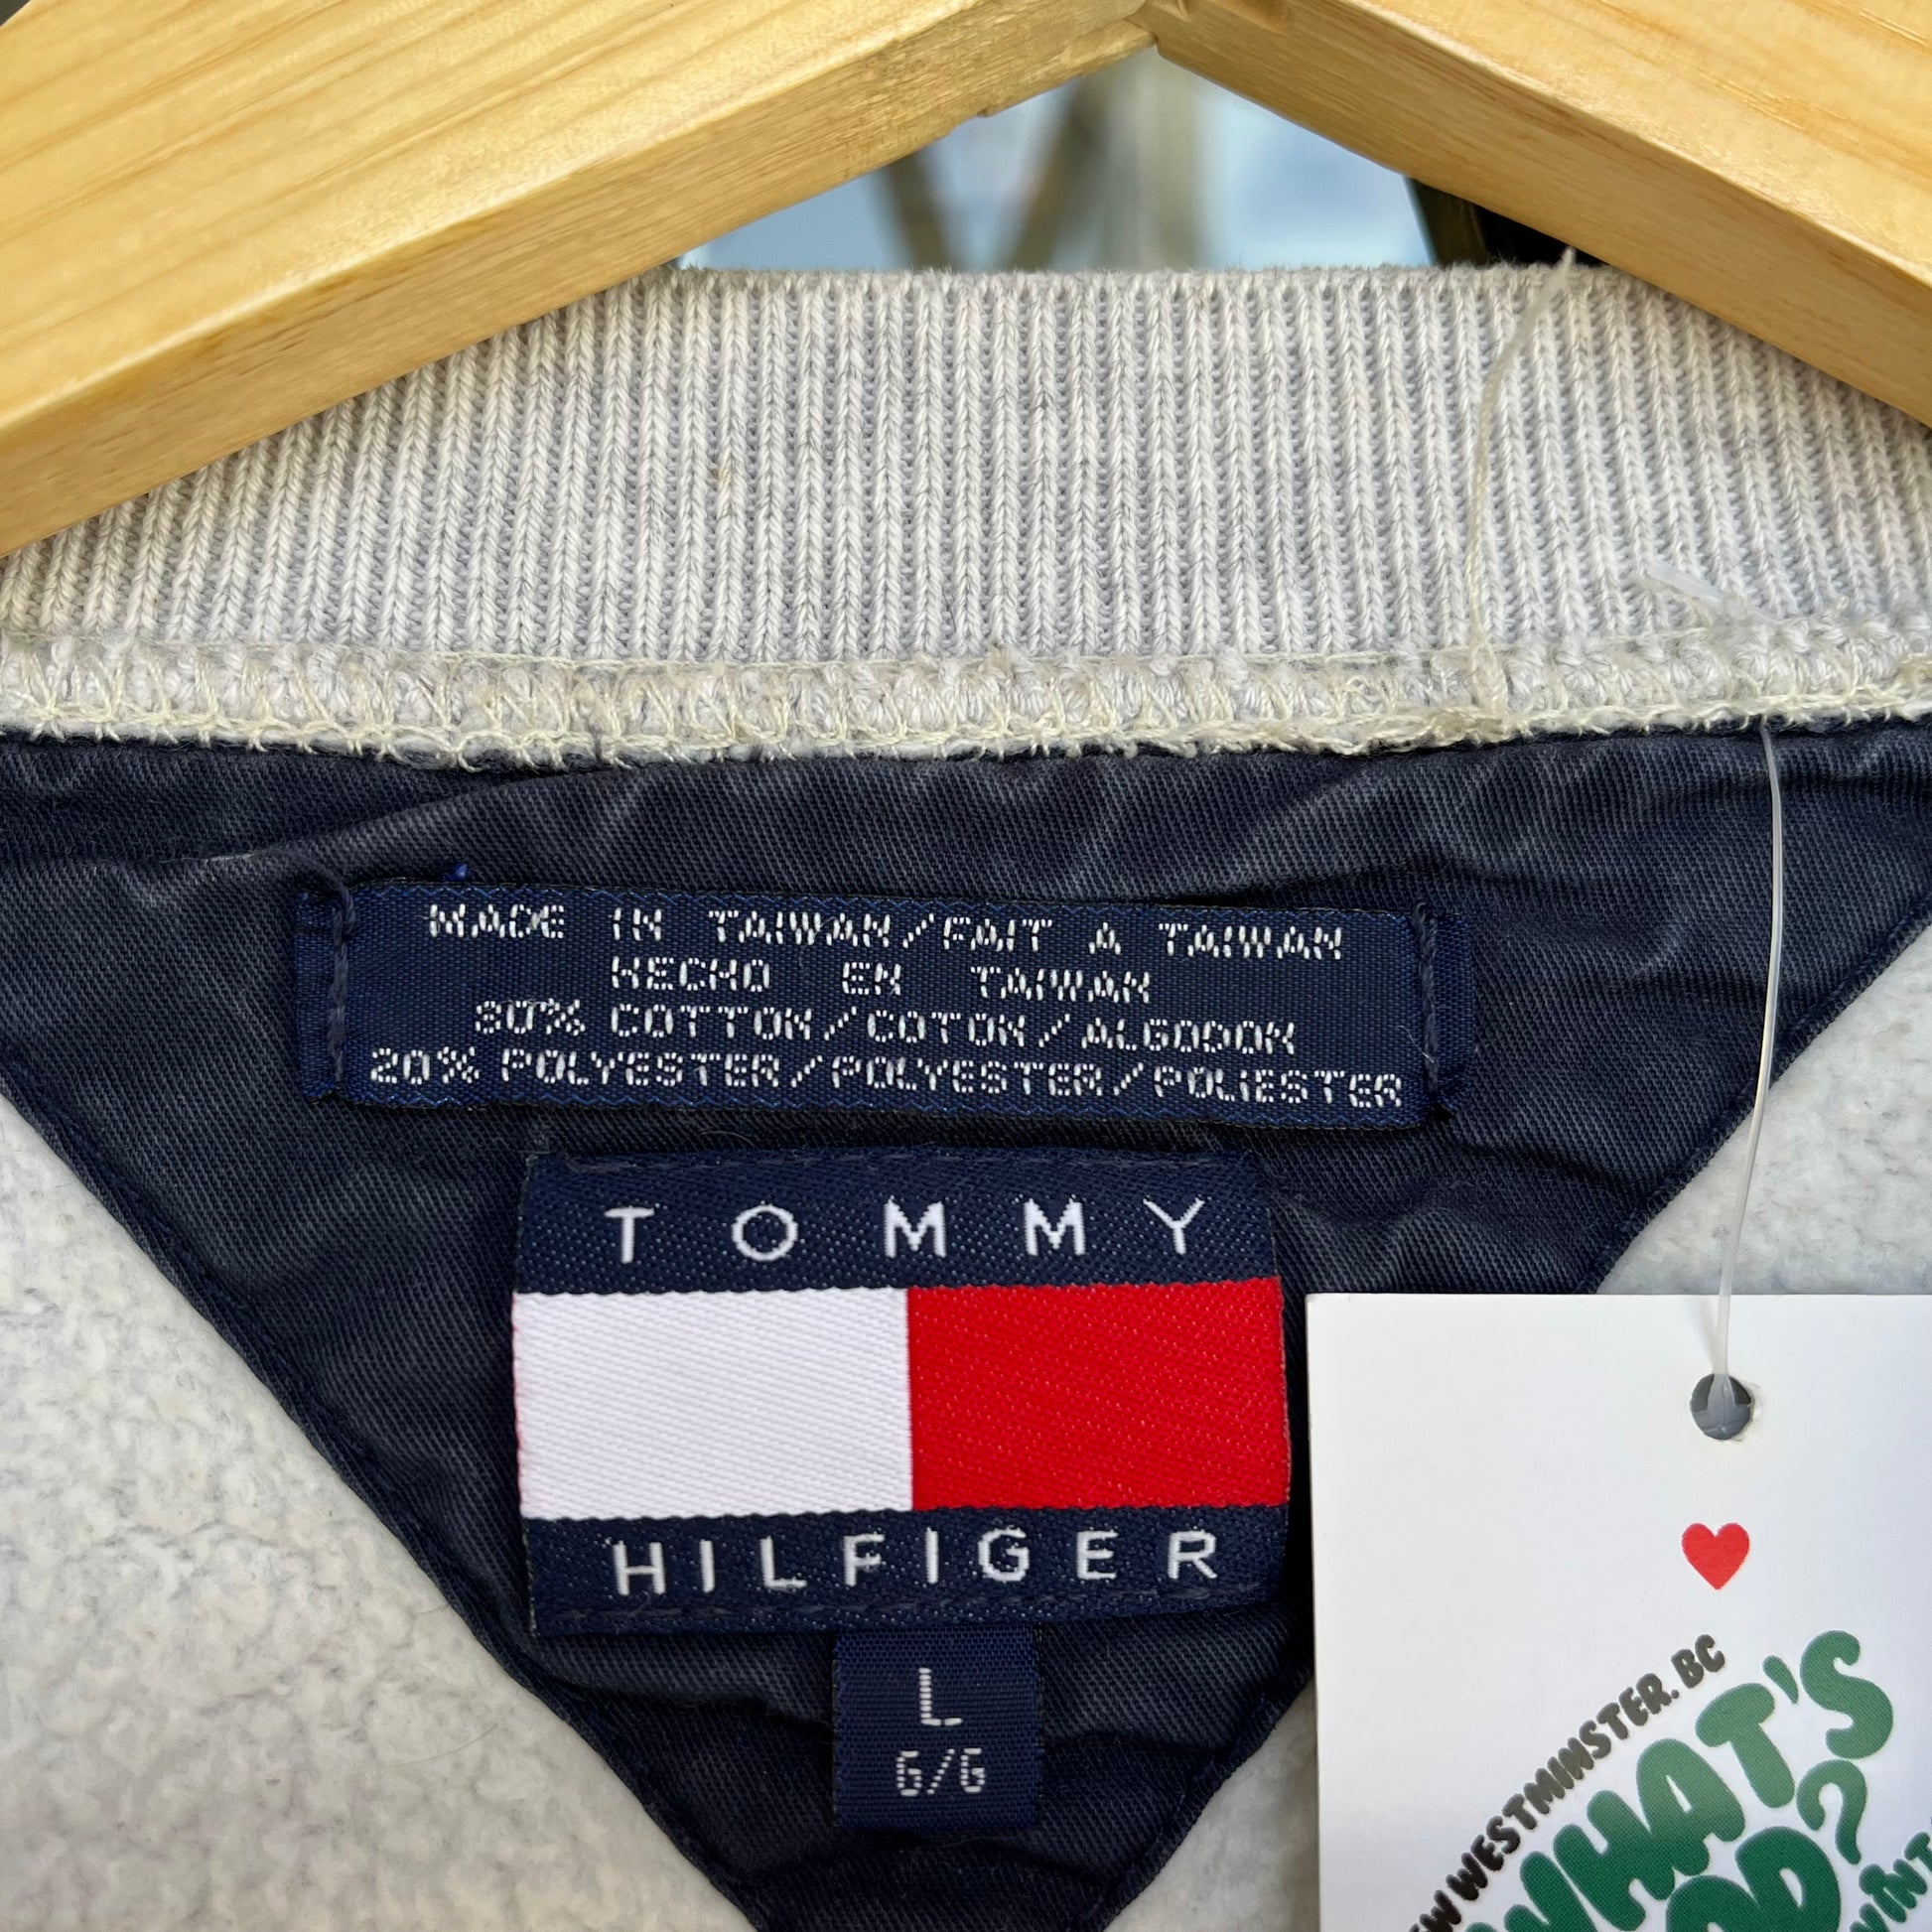 MADE IN TAIWAN/FAIT A TAIWAN
HECHO EN TAIWAN
80% COTTON/COTON/ALGODON
20% POLYESTER/POLYESTER/POLIESTER
TOMMY
HILFIGER
L
G/G
WESTMINSTER. BC
WHAT'S